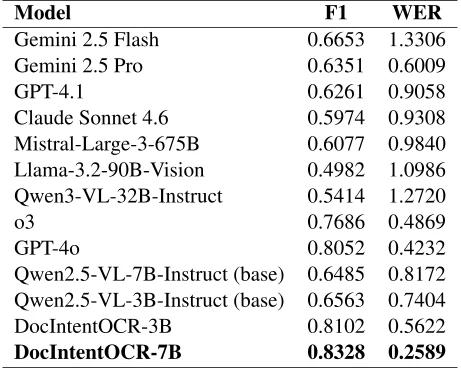 Model F1 WER
Gemini 2.5 Flash 0.6653 1.3306
Gemini 2.5 Pro 0.6351 0.6009
GPT-4.1 0.6261 0.9058
Claude Sonnet 4.6 0.5974 0.9308
Mistral-Large-3-675B 0.6077 0.9840
Llama-3.2-90B-Vision 0.4982 1.0986
Qwen3-VL-32B-Instruct 0.5414 1.2720
o3 0.7686 0.4869
GPT-4o 0.8052 0.4232
Qwen2.5-VL-7B-Instruct (base) 0.6485 0.8172
Qwen2.5-VL-3B-Instruct (base) 0.6563 0.7404
DocIntentOCR-3B 0.8102 0.5622
DocIntentOCR-7B 0.8328 0.2589